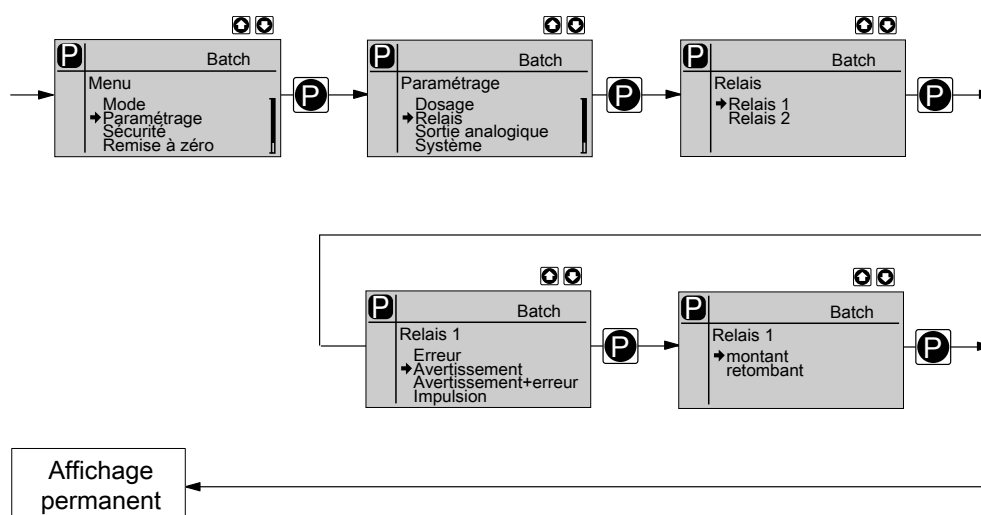 P Batch
Menu
Mode
Paramétrage
Sécurité
Remise à zéro
P
P Batch
Paramétrage
Dosage
Relais
Sortie analogique
Système
P
P Batch
Relais
Relais 1
Relais 2
P
P Batch
Relais 1
Erreur
Avertissement
Avertissement+erreur
Impulsion
P
P Batch
Relais 1
montant
retombant
P
Affichage
permanent